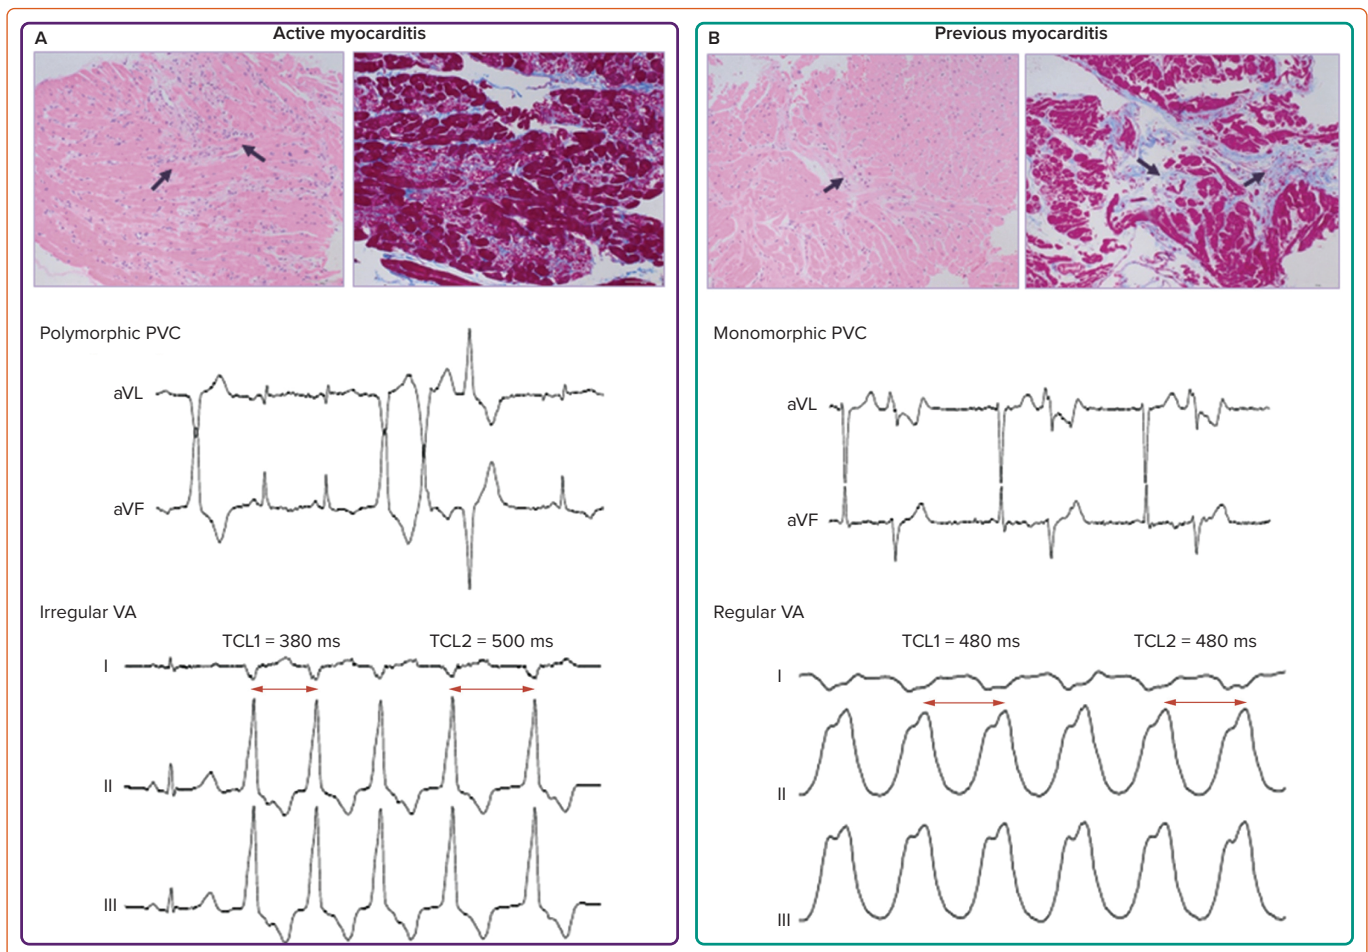 A
Active myocarditis
Polymorphic PVC
aVL
aVF
Irregular VA
TCL1 = 380 ms TCL2 = 500 ms
I
II
III
B
Previous myocarditis
Monomorphic PVC
aVL
aVF
Regular VA
TCL1 = 480 ms TCL2 = 480 ms
I
II
III